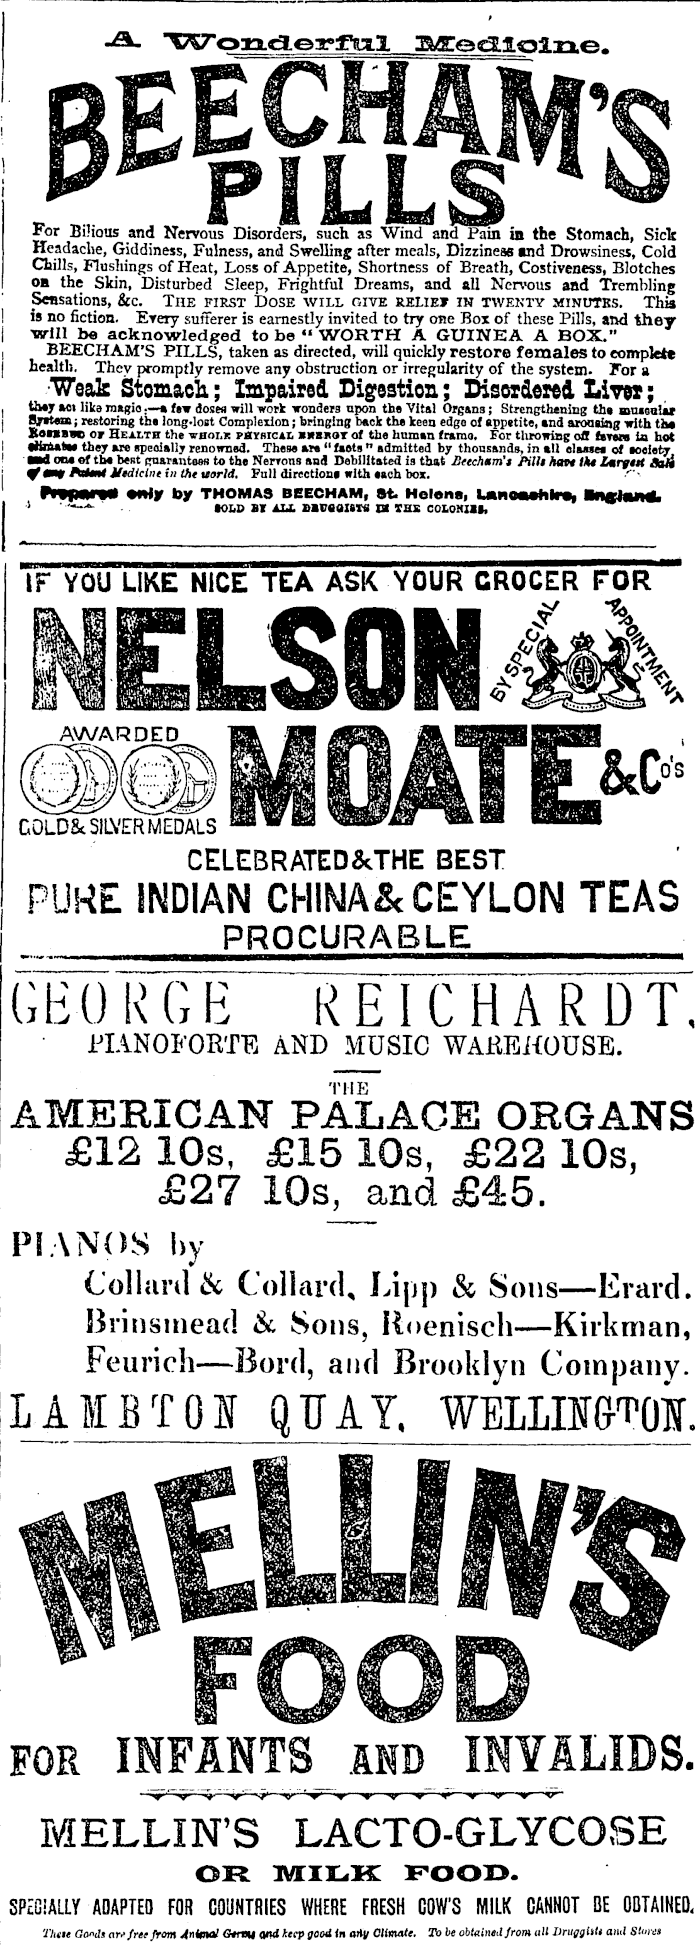 A Wonderful Medicine.
BEECHAM'S
PILLS
For Bilious and Nervous Disorders, such as Wind and Pain in the Stomach, Sick
Headache, Giddiness, Fulness, and Swelling after meals, Dizziness and Drowsiness, Cold
Chills, Flushings of Heat, Loss of Appetite, Shortness of Breath, Costiveness, Blotches
on the Skin, Disturbed Sleep, Frightful Dreams, and all Nervous and Trembling
Sensations, &c. THE FIRST DOSE WILL GIVE RELIEF IN TWENTY MINUTES. This
is no fiction. Every sufferer is earnestly invited to try one Box of these Pills, and they
will be acknowledged to be "WORTH A GUINEA A BOX."
BEECHAM'S PILLS, taken as directed, will quickly restore females to complete
health. They promptly remove any obstruction or irregularity of the system. For a
Weak Stomach; Impaired Digestion; Disordered Liver;
they act like magic:—a few doses will work wonders upon the Vital Organs; Strengthening the muscular
System; restoring the long-lost Complexion; bringing back the keen edge of appetite, and arousing with the
ROSEBUD OF HEALTH the WHOLE PHYSICAL ENERGY of the human frame. For throwing off fevers in hot
climates they are specially renowned. These are "facts" admitted by thousands, in all classes of society,
and one of the best guarantees to the Nervous and Debilitated is that Beecham's Pills have the Largest Sale
of any Patent Medicine in the world. Full directions with each box.
Prepared only by THOMAS BEECHAM, St. Helens, Lancashire, England.
SOLD BY ALL DRUGGISTS IN THE COLONIES.
IF YOU LIKE NICE TEA ASK YOUR GROCER FOR
NELSON
BY SPECIAL APPOINTMENT
AWARDED
GOLD & SILVER MEDALS
MOATE & Co's
CELEBRATED & THE BEST
PURE INDIAN CHINA & CEYLON TEAS
PROCURABLE
GEORGE REICHARDT,
PIANOFORTE AND MUSIC WAREHOUSE.
THE
AMERICAN PALACE ORGANS
£12 10s, £15 10s, £22 10s,
£27 10s, and £45.
PIANOS by
Collard & Collard, Lipp & Sons—Erard.
Brinsmead & Sons, Roenisch—Kirkman,
Feurich—Bord, and Brooklyn Company.
LAMBTON QUAY, WELLINGTON.
MELLIN'S
FOOD
FOR INFANTS AND INVALIDS.
MELLIN'S LACTO-GLYCOSE
OR MILK FOOD.
SPECIALLY ADAPTED FOR COUNTRIES WHERE FRESH COW'S MILK CANNOT BE OBTAINED.
These Goods are free from Animal Germs and keep good in any Climate. To be obtained from all Druggists and Stores